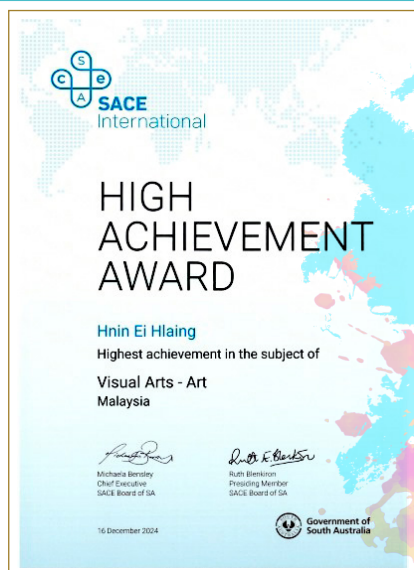 S
C e
A
SACE
International
HIGH
ACHIEVEMENT
AWARD
Hnin Ei Hlaing
Highest achievement in the subject of
Visual Arts - Art
Malaysia
Michaela Bensley
Chief Executive
SACE Board of SA
Ruth Blenkiron
Presiding Member
SACE Board of SA
16 December 2024
Government of
South Australia